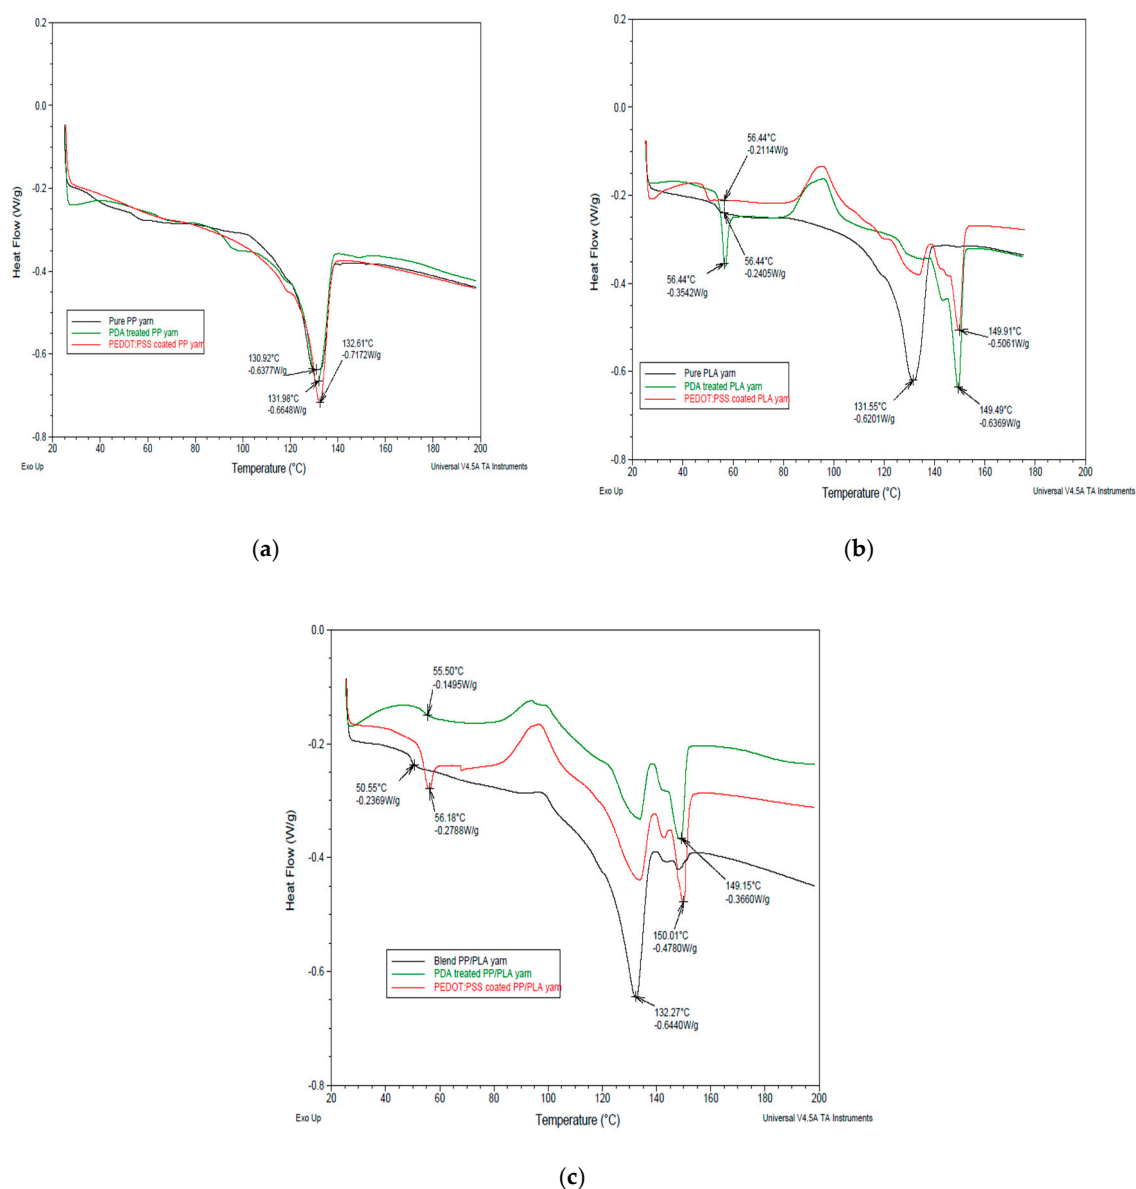 0.2
0.0
-0.2
-0.4
-0.6
-0.8
Heat Flow (W/g)
Pure PP yarn
PDA treated PP yarn
PEDOT:PSS coated PP yarn
130.92°C
-0.6377W/g
131.98°C
-0.6648W/g
132.61°C
-0.7172W/g
20 40 60 80 100 120 140 160 180 200
Exo Up
Temperature (°C)
Universal V4.5A TA Instruments
(a)
0.2
0.0
-0.2
-0.4
-0.6
-0.8
Heat Flow (W/g)
56.44°C
-0.2114W/g
56.44°C
-0.2405W/g
56.44°C
-0.3542W/g
149.91°C
-0.5061W/g
Pure PLA yarn
PDA treated PLA yarn
PEDOT:PSS coated PLA yarn
131.55°C
-0.6201W/g
149.49°C
-0.6369W/g
20 40 60 80 100 120 140 160 180 200
Exo Up
Temperature (°C)
Universal V4.5A TA Instruments
(b)
0.0
-0.2
-0.4
-0.6
-0.8
Heat Flow (W/g)
55.50°C
-0.1495W/g
50.55°C
-0.2369W/g
56.18°C
-0.2788W/g
149.15°C
-0.3660W/g
150.01°C
-0.4780W/g
Blend PP/PLA yarn
PDA treated PP/PLA yarn
PEDOT:PSS coated PP/PLA yarn
132.27°C
-0.6440W/g
20 40 60 80 100 120 140 160 180 200
Exo Up
Temperature (°C)
Universal V4.5A TA Instruments
(c)